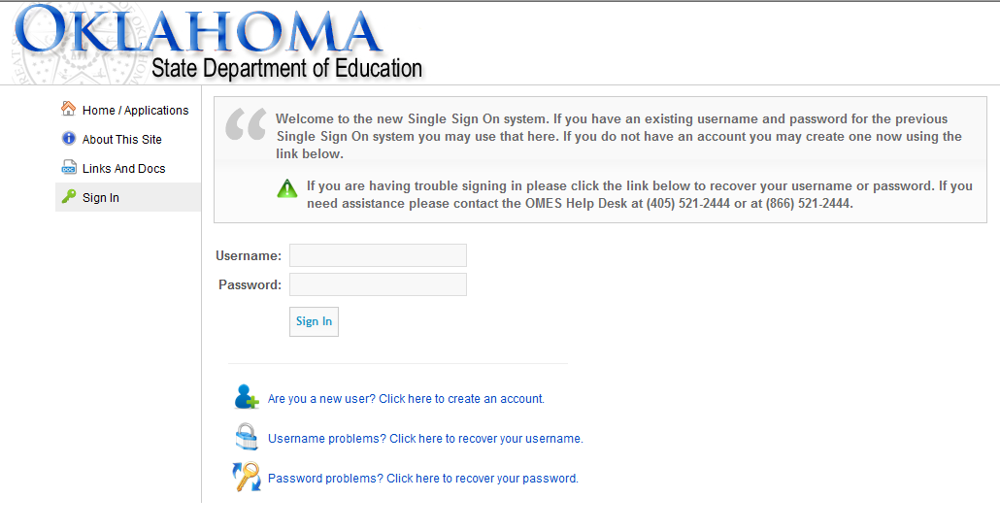 OKLAHOMA
State Department of Education
Home / Applications
About This Site
Links And Docs
Sign In
Welcome to the new Single Sign On system. If you have an existing username and password for the previous
Single Sign On system you may use that here. If you do not have an account you may create one now using the
link below.
If you are having trouble signing in please click the link below to recover your username or password. If you
need assistance please contact the OMES Help Desk at (405) 521-2444 or at (866) 521-2444.
Username:
Password:
Sign In
Are you a new user? Click here to create an account.
Username problems? Click here to recover your username.
Password problems? Click here to recover your password.